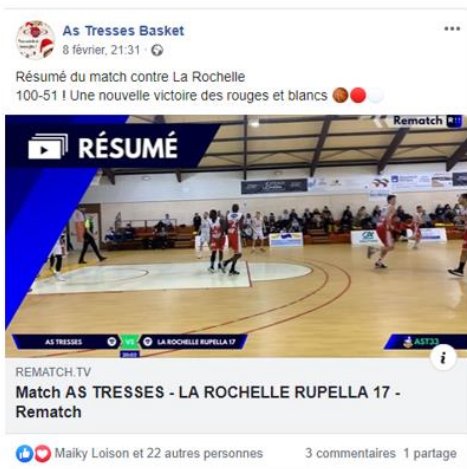 As Tresses Basket
8 février, 21:31
Résumé du match contre La Rochelle
100-51 ! Une nouvelle victoire des rouges et blancs
Rematch
RÉSUMÉ
AS TRESSES VS LA ROCHELLE RUPELLA 17
AST33
REMATCH.TV
Match AS TRESSES - LA ROCHELLE RUPELLA 17 -
Rematch
Maiky Loison et 22 autres personnes 3 commentaires 1 partage